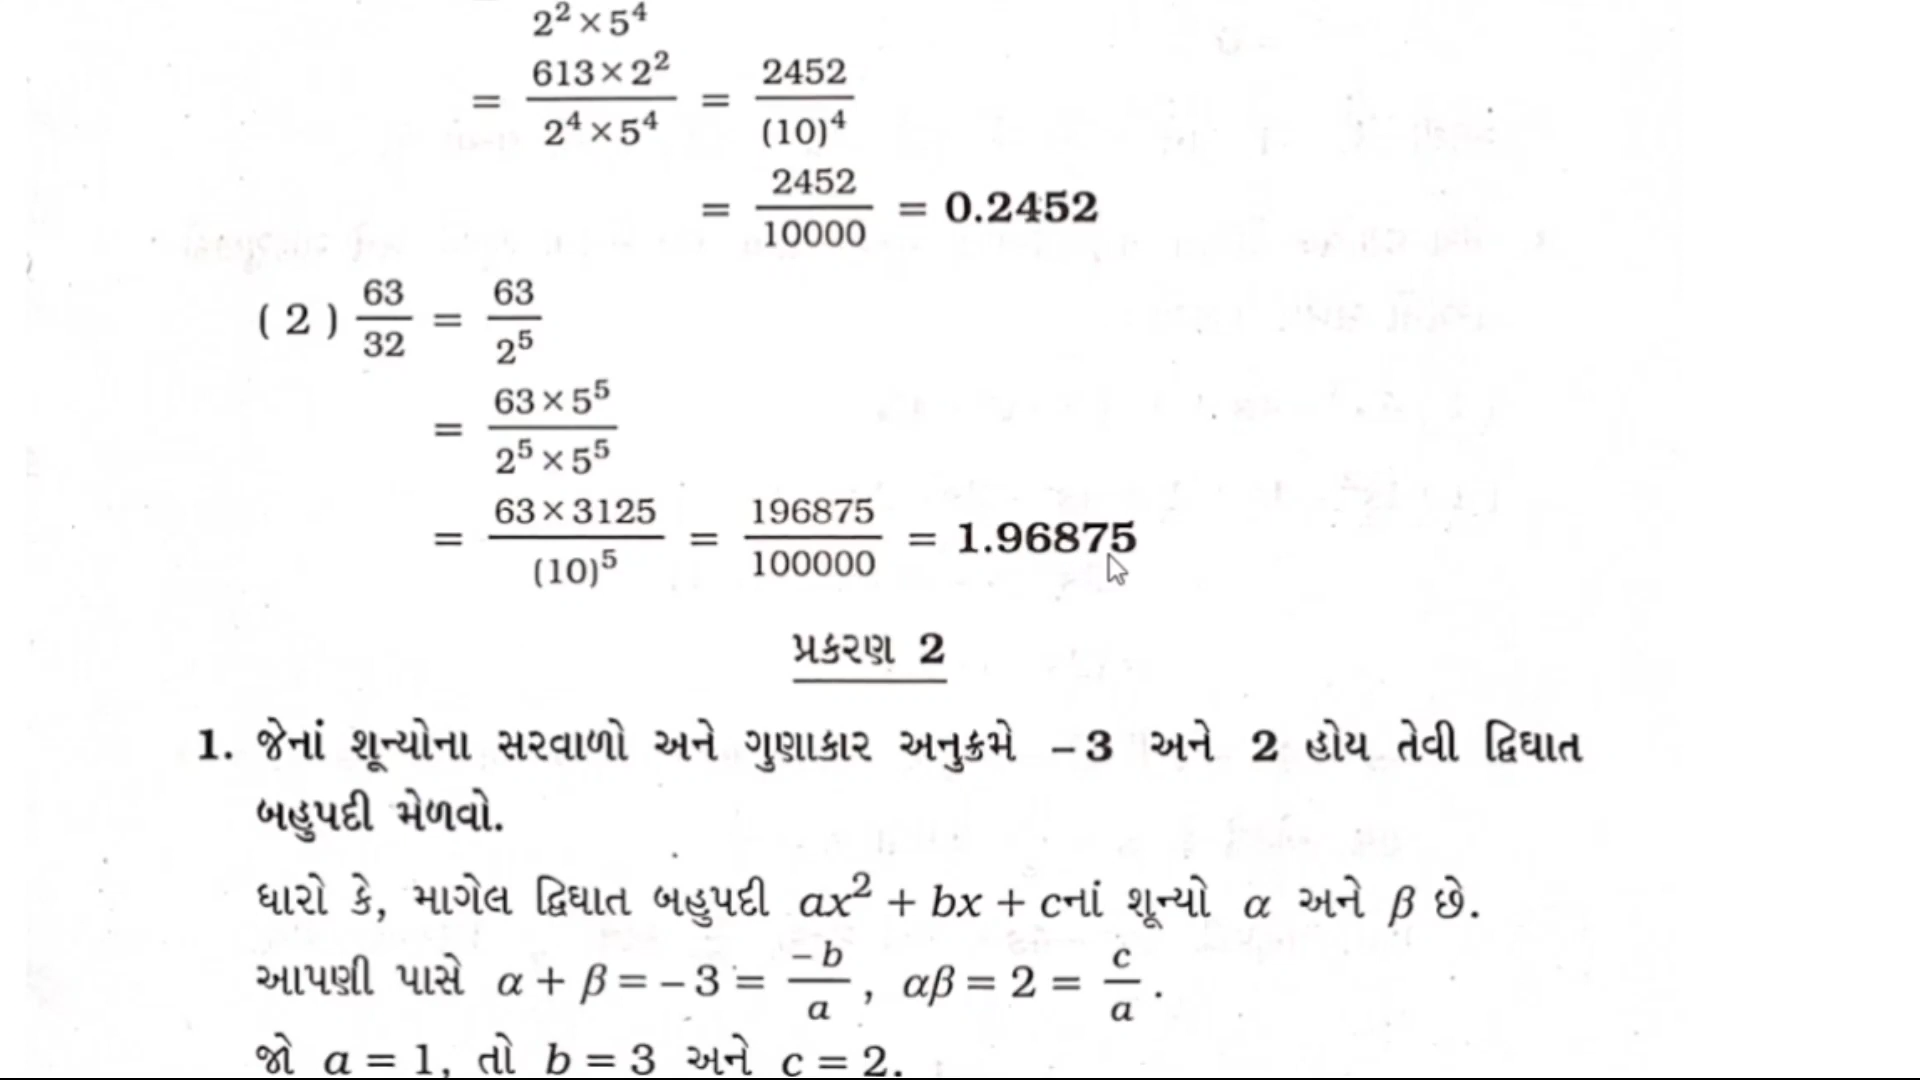 2² × 5⁴
= 613 × 2² / 2⁴ × 5⁴ = 2452 / (10)⁴
= 2452 / 10000 = 0.2452
( 2 ) 63 / 32 = 63 / 2⁵
= 63 × 5⁵ / 2⁵ × 5⁵
= 63 × 3125 / (10)⁵ = 196875 / 100000 = 1.96875
પ્રકરણ 2
1. જેનાં શૂન્યોના સરવાળો અને ગુણાકાર અનુક્રમે – 3 અને 2 હોય તેવી દ્વિઘાત
બહુપદી મેળવો.
ધારો કે, માગેલ દ્વિઘાત બહુપદી ax² + bx + cનાં શૂન્યો α અને β છે.
આપણી પાસે α + β = – 3 = – b / a , αβ = 2 = c / a .
જો a = 1, તો b = 3 અને c = 2.